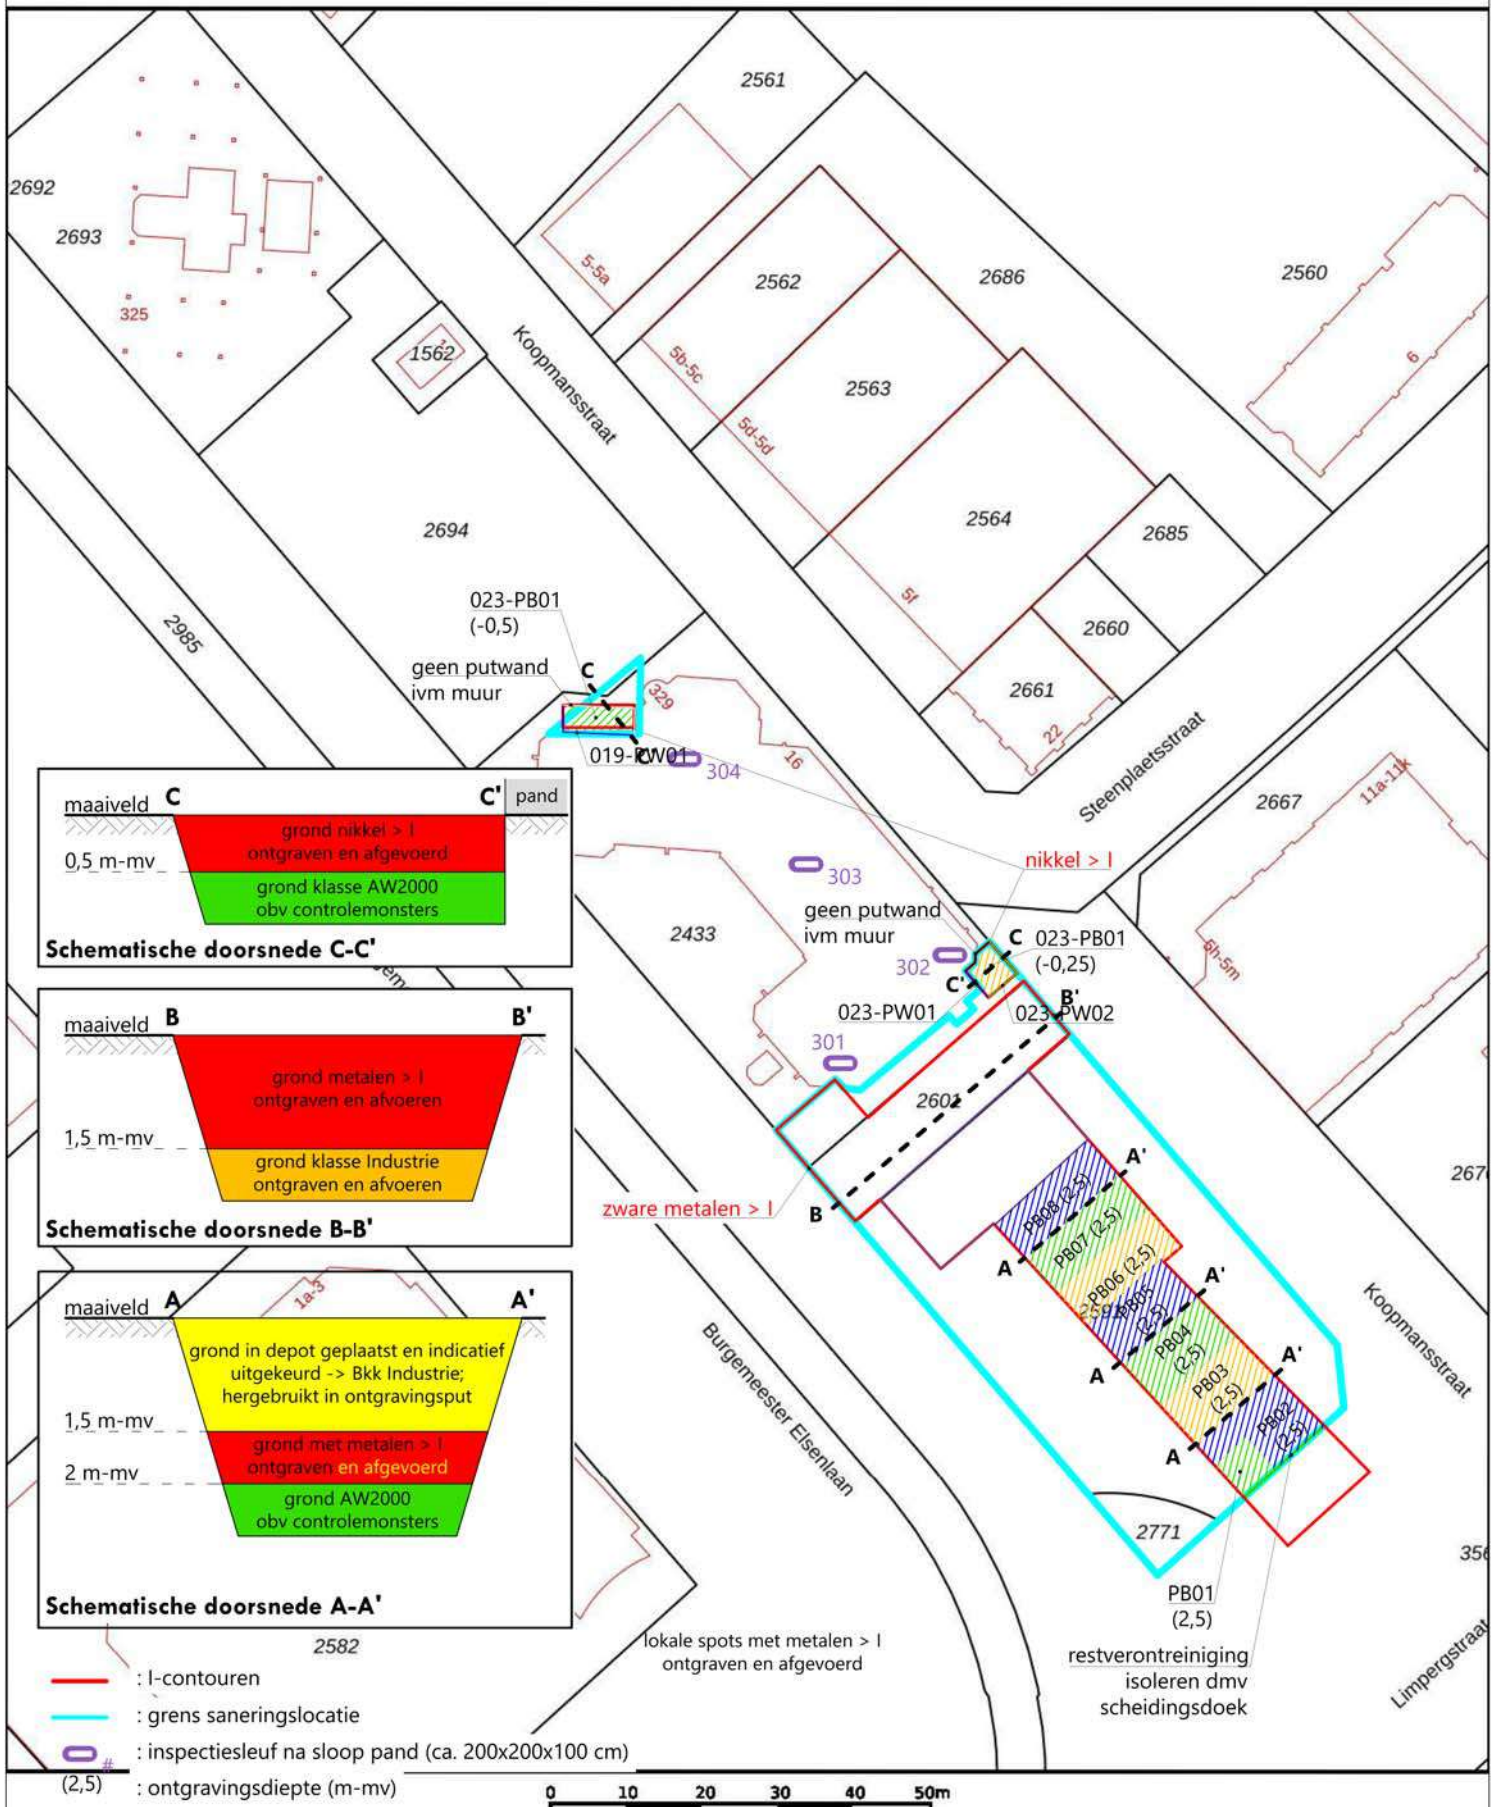 2561
2692
2693
325
1562
5-5a
2562
2686
2560
6
Koopmansstraat
5b-5c
2563
5d-5d
2694
2564
2685
5f
2660
2985
023-PB01
(-0,5)
geen putwand
ivm muur
C
329
2661
22
019-PW01
304
16
Steenplaetsstraat
2667
11a-11k
maaiveld
C
C'
pand
grond nikkel > I
ontgraven en afgevoerd
0,5 m-mv
grond klasse AW2000
obv controlemonsters
Schematische doorsnede C-C'
303
nikkel > I
geen putwand
ivm muur
2433
302
C
023-PB01
(-0,25)
C'
5h-5m
023-PW01
B'
023-PW02
301
2601
maaiveld
B
B'
grond metalen > I
ontgraven en afvoeren
1,5 m-mv
grond klasse Industrie
ontgraven en afvoeren
Schematische doorsnede B-B'
zware metalen > I
B
A'
PB08 (2,5)
PB07 (2,5)
A
PB06 (2,5)
A'
PB05
(2,5)
PB04
(2,5)
A
A'
PB03
(2,5)
A
PB02
(2,5)
Koopmansstraat
Burgemeester Elsenlaan
1a-3
maaiveld
A
A'
grond in depot geplaatst en indicatief
uitgekeurd -> Bkk Industrie;
hergebruikt in ontgravingsput
1,5 m-mv
grond met metalen > I
ontgraven en afgevoerd
2 m-mv
grond AW2000
obv controlemonsters
Schematische doorsnede A-A'
2771
PB01
(2,5)
restverontreiniging
isoleren dmv
scheidingsdoek
Limpergstraat
2582
lokale spots met metalen > I
ontgraven en afgevoerd
: I-contouren
: grens saneringslocatie
# : inspectiesleuf na sloop pand (ca. 200x200x100 cm)
(2,5) : ontgravingsdiepte (m-mv)
0 10 20 30 40 50m